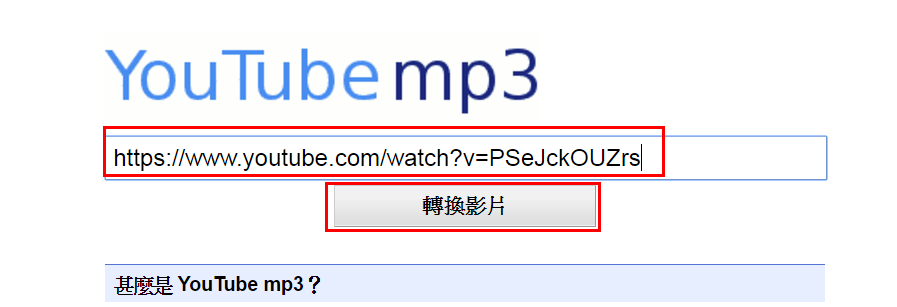 YouTube mp3
https://www.youtube.com/watch?v=PSeJckOUZrs
轉換影片
甚麼是 YouTube mp3？